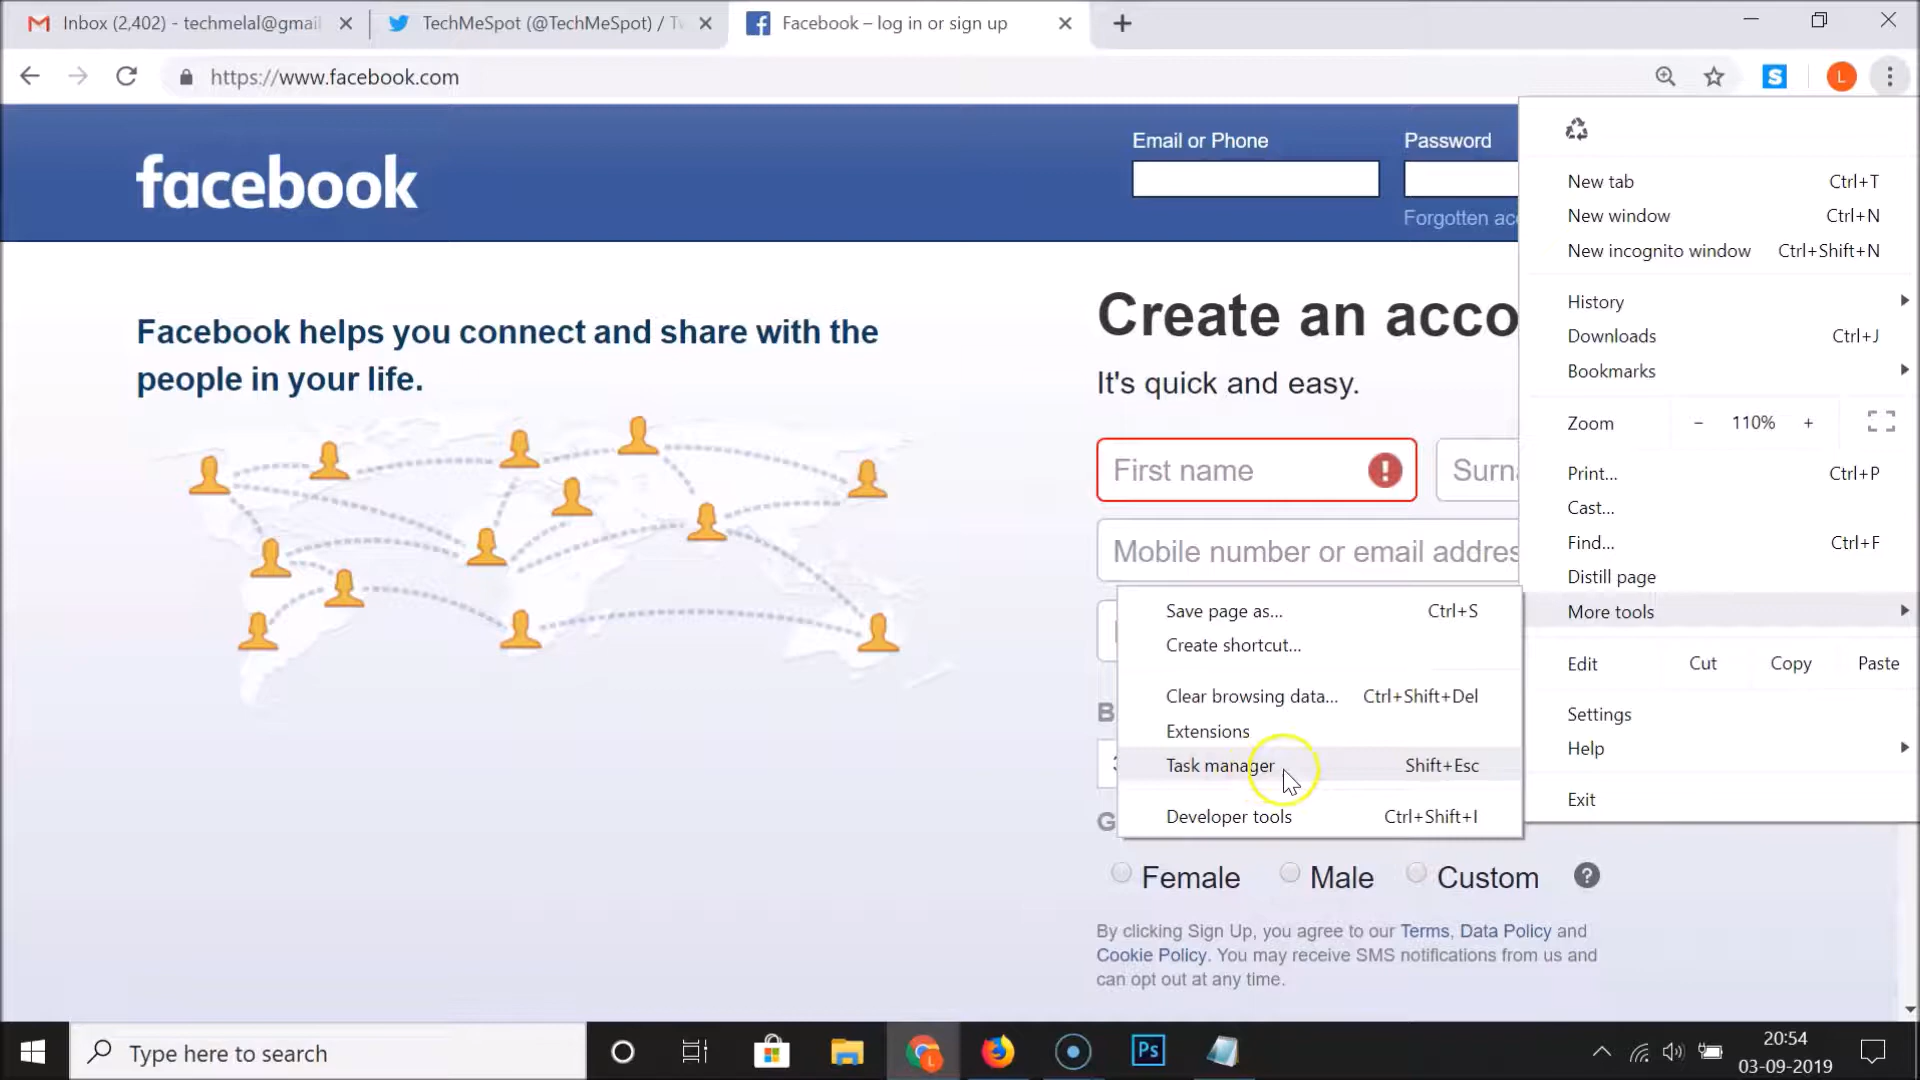 Inbox (2,402) - techmelal@gmail
TechMeSpot (@TechMeSpot) / Tw
Facebook – log in or sign up
https://www.facebook.com
S
L
facebook
Email or Phone
Password
Forgotten acc
Facebook helps you connect and share with the
people in your life.
Create an acco
It's quick and easy.
First name
Surna
Mobile number or email addres
B
G
Female
Male
Custom
?
By clicking Sign Up, you agree to our Terms, Data Policy and
Cookie Policy. You may receive SMS notifications from us and
can opt out at any time.
New tab Ctrl+T
New window Ctrl+N
New incognito window Ctrl+Shift+N
History
Downloads Ctrl+J
Bookmarks
Zoom - 110% +
Print... Ctrl+P
Cast...
Find... Ctrl+F
Distill page
More tools
Edit Cut Copy Paste
Settings
Help
Exit
Save page as... Ctrl+S
Create shortcut...
Clear browsing data... Ctrl+Shift+Del
Extensions
Task manager Shift+Esc
Developer tools Ctrl+Shift+I
Type here to search
L
Ps
20:54
03-09-2019